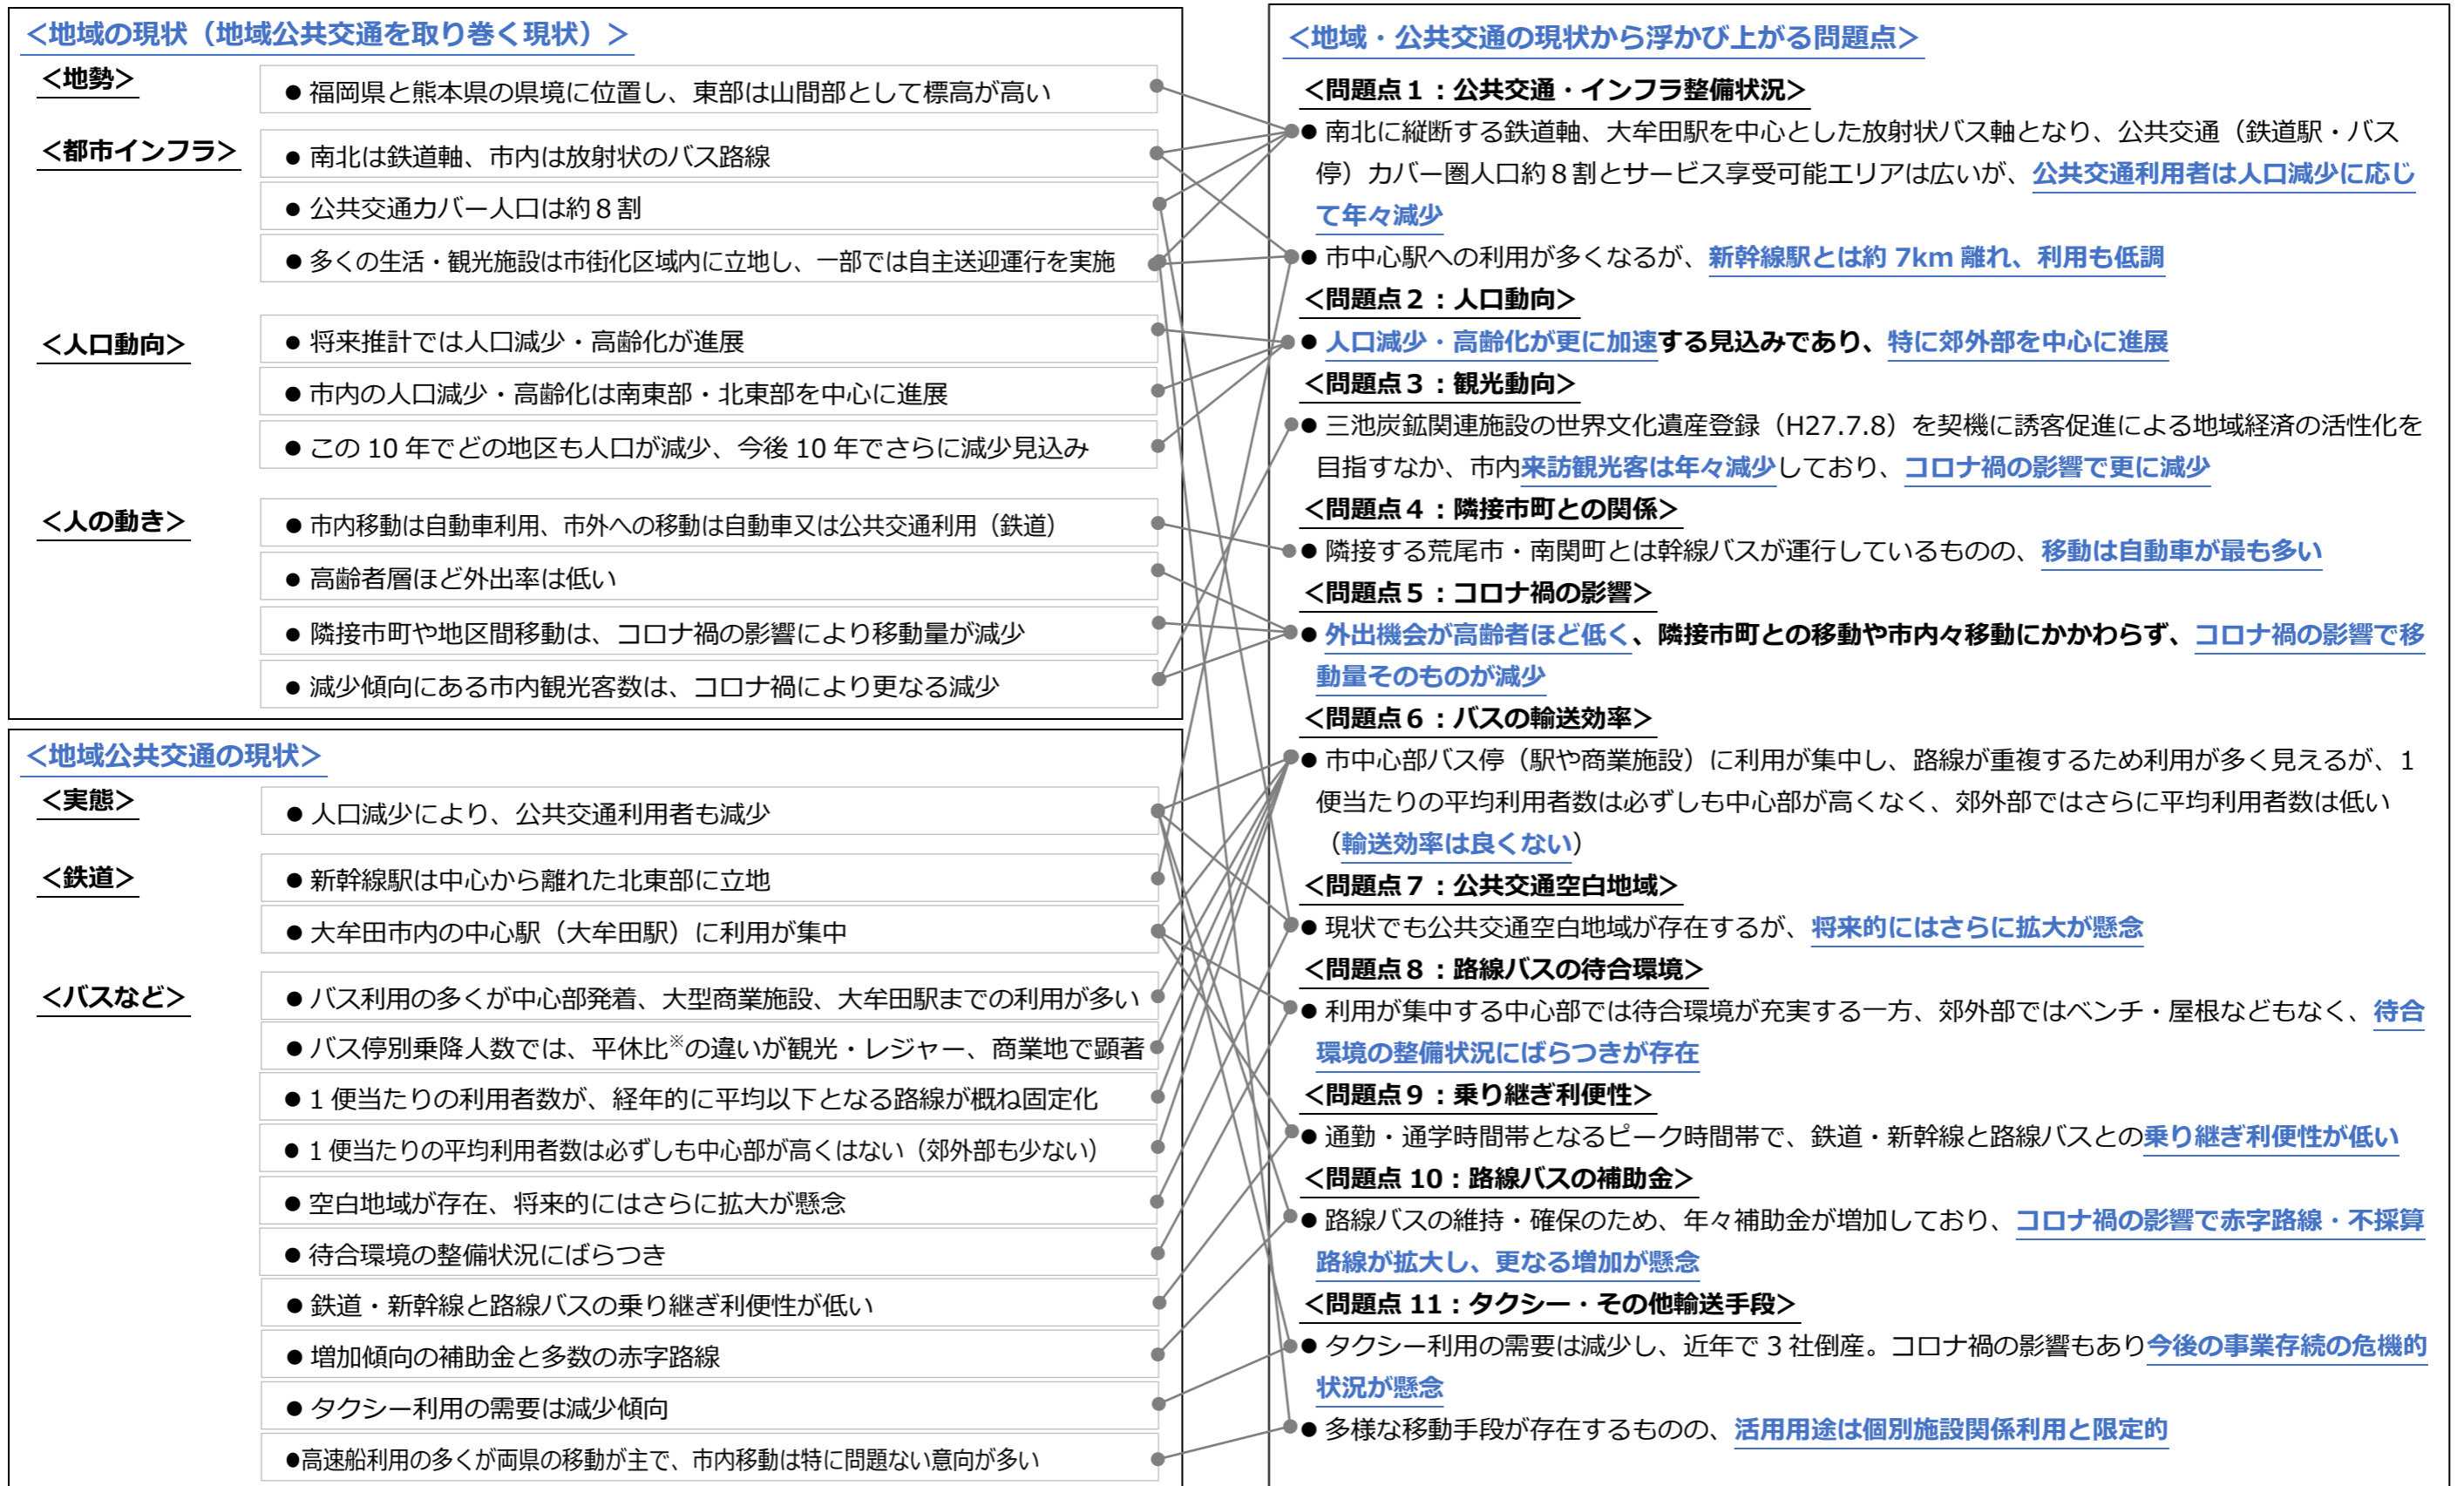 ＜地域の現状（地域公共交通を取り巻く現状）＞
＜地勢＞
● 福岡県と熊本県の県境に位置し、東部は山間部として標高が高い
＜都市インフラ＞
● 南北は鉄道軸、市内は放射状のバス路線
● 公共交通カバー人口は約８割
● 多くの生活・観光施設は市街化区域内に立地し、一部では自主送迎運行を実施
＜人口動向＞
● 将来推計では人口減少・高齢化が進展
● 市内の人口減少・高齢化は南東部・北東部を中心に進展
● この 10 年でどの地区も人口が減少、今後 10 年でさらに減少見込み
＜人の動き＞
● 市内移動は自動車利用、市外への移動は自動車又は公共交通利用（鉄道）
● 高齢者層ほど外出率は低い
● 隣接市町や地区間移動は、コロナ禍の影響により移動量が減少
● 減少傾向にある市内観光客数は、コロナ禍により更なる減少
＜地域公共交通の現状＞
＜実態＞
● 人口減少により、公共交通利用者も減少
＜鉄道＞
● 新幹線駅は中心から離れた北東部に立地
● 大牟田市内の中心駅（大牟田駅）に利用が集中
＜バスなど＞
● バス利用の多くが中心部発着、大型商業施設、大牟田駅までの利用が多い
● バス停別乗降人数では、平休比※の違いが観光・レジャー、商業地で顕著
● 1 便当たりの利用者数が、経年的に平均以下となる路線が概ね固定化
● 1 便当たりの平均利用者数は必ずしも中心部が高くはない（郊外部も少ない）
● 空白地域が存在、将来的にはさらに拡大が懸念
● 待合環境の整備状況にばらつき
● 鉄道・新幹線と路線バスの乗り継ぎ利便性が低い
● 増加傾向の補助金と多数の赤字路線
● タクシー利用の需要は減少傾向
●高速船利用の多くが両県の移動が主で、市内移動は特に問題ない意向が多い
＜地域・公共交通の現状から浮かび上がる問題点＞
＜問題点１：公共交通・インフラ整備状況＞
● 南北に縦断する鉄道軸、大牟田駅を中心とした放射状バス軸となり、公共交通（鉄道駅・バス
停）カバー圏人口約８割とサービス享受可能エリアは広いが、公共交通利用者は人口減少に応じ
て年々減少
● 市中心駅への利用が多くなるが、新幹線駅とは約 7km 離れ、利用も低調
＜問題点２：人口動向＞
● 人口減少・高齢化が更に加速する見込みであり、特に郊外部を中心に進展
＜問題点３：観光動向＞
● 三池炭鉱関連施設の世界文化遺産登録（H27.7.8）を契機に誘客促進による地域経済の活性化を
目指すなか、市内来訪観光客は年々減少しており、コロナ禍の影響で更に減少
＜問題点４：隣接市町との関係＞
● 隣接する荒尾市・南関町とは幹線バスが運行しているものの、移動は自動車が最も多い
＜問題点５：コロナ禍の影響＞
● 外出機会が高齢者ほど低く、隣接市町との移動や市内々移動にかかわらず、コロナ禍の影響で移
動量そのものが減少
＜問題点６：バスの輸送効率＞
● 市中心部バス停（駅や商業施設）に利用が集中し、路線が重複するため利用が多く見えるが、1
便当たりの平均利用者数は必ずしも中心部が高くなく、郊外部ではさらに平均利用者数は低い
（輸送効率は良くない）
＜問題点７：公共交通空白地域＞
● 現状でも公共交通空白地域が存在するが、将来的にはさらに拡大が懸念
＜問題点８：路線バスの待合環境＞
● 利用が集中する中心部では待合環境が充実する一方、郊外部ではベンチ・屋根などもなく、待合
環境の整備状況にばらつきが存在
＜問題点９：乗り継ぎ利便性＞
● 通勤・通学時間帯となるピーク時間帯で、鉄道・新幹線と路線バスとの乗り継ぎ利便性が低い
＜問題点 10：路線バスの補助金＞
● 路線バスの維持・確保のため、年々補助金が増加しており、コロナ禍の影響で赤字路線・不採算
路線が拡大し、更なる増加が懸念
＜問題点 11：タクシー・その他輸送手段＞
● タクシー利用の需要は減少し、近年で 3 社倒産。コロナ禍の影響もあり今後の事業存続の危機的
状況が懸念
● 多様な移動手段が存在するものの、活用用途は個別施設関係利用と限定的